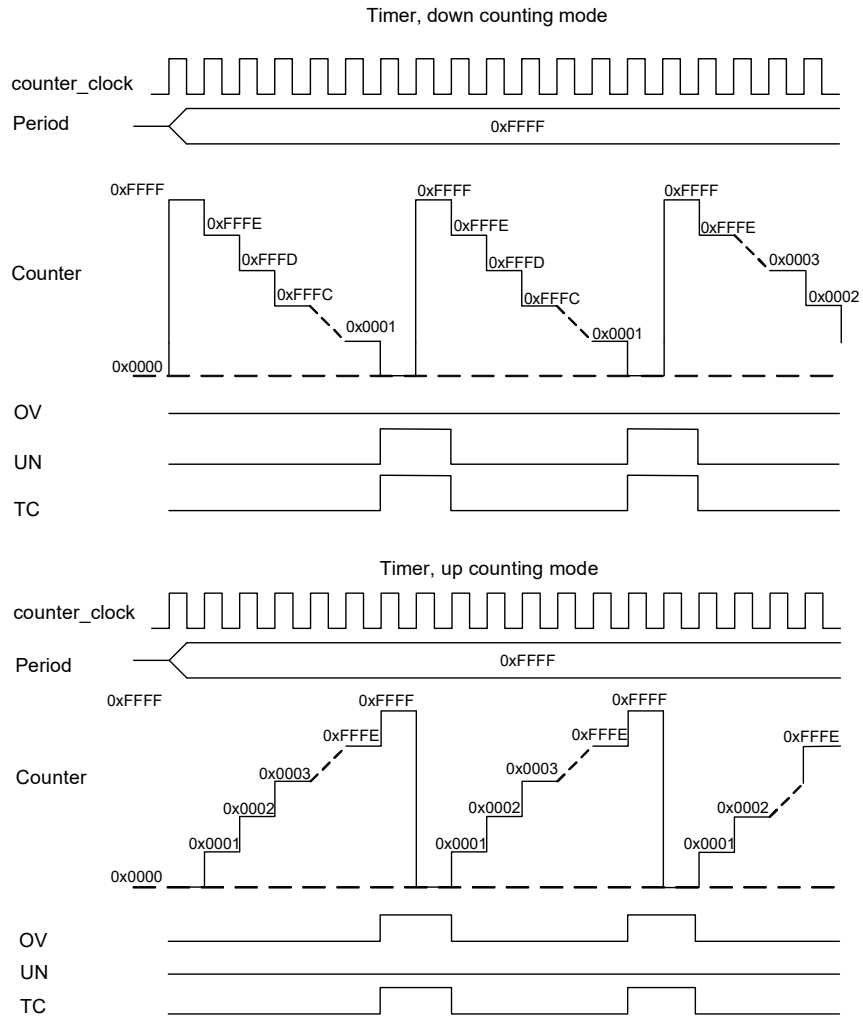 Timer, down counting mode
counter_clock
Period
0xFFFF
0xFFFF 0xFFFF 0xFFFF
0xFFFE 0xFFFE 0xFFFE
0xFFFD 0xFFFD 0x0003
Counter
0xFFFC 0xFFFC 0x0002
0x0001 0x0001
0x0000
OV
UN
TC
Timer, up counting mode
counter_clock
Period
0xFFFF
0xFFFF 0xFFFF 0xFFFF
0xFFFE 0xFFFE 0xFFFE
Counter
0x0003 0x0003
0x0002 0x0002 0x0002
0x0001 0x0001 0x0001
0x0000
OV
UN
TC